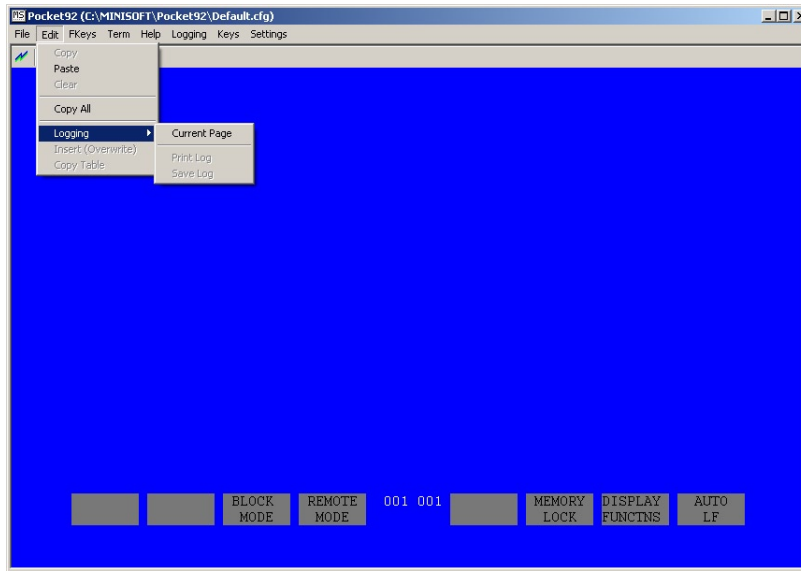 MS Pocket92 (C:\MINISOFT\Pocket92\Default.cfg)
File Edit FKeys Term Help Logging Keys Settings
Copy
Paste
Clear
Copy All
Logging
Insert (Overwrite)
Copy Table
Current Page
Print Log
Save Log
BLOCK MODE
REMOTE MODE
001 001
MEMORY LOCK
DISPLAY FUNCTNS
AUTO LF